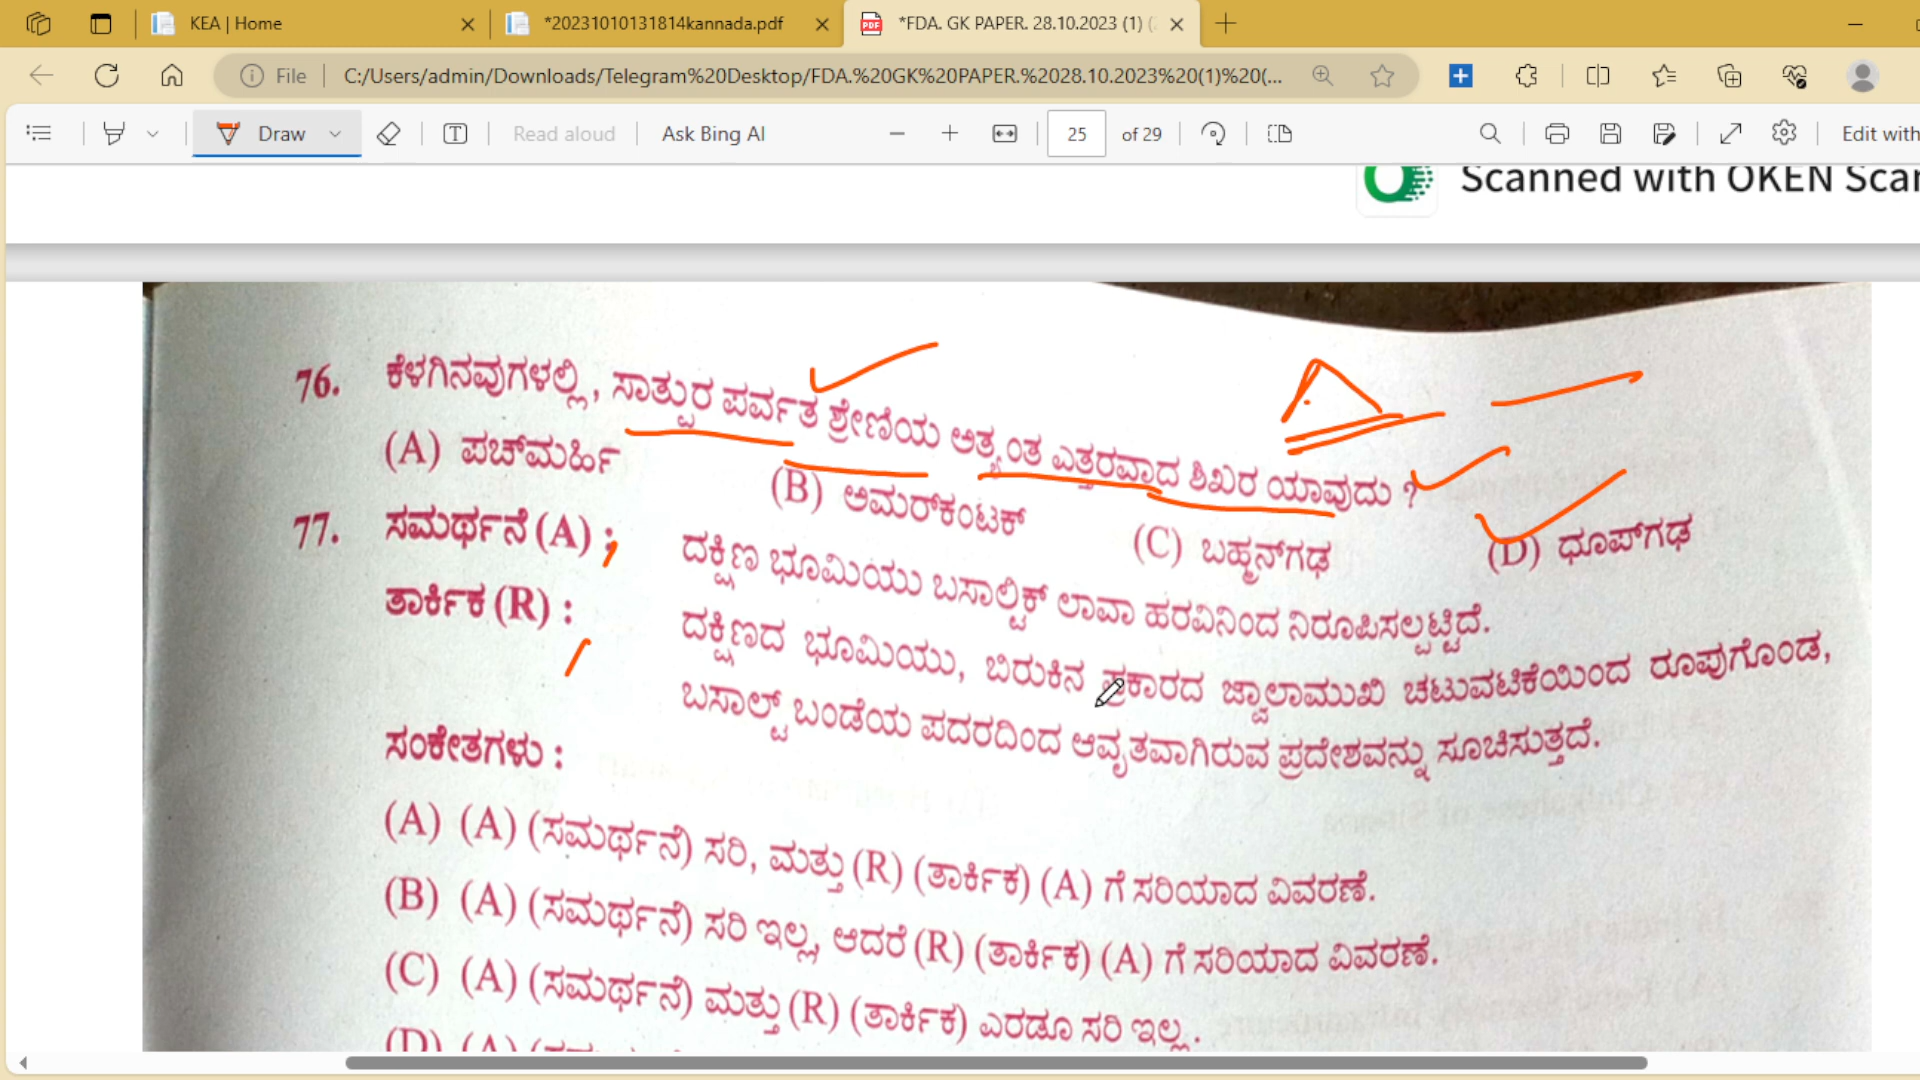 KEA | Home
*20231010131814kannada.pdf
*FDA. GK PAPER. 28.10.2023 (1) (
File
C:/Users/admin/Downloads/Telegram%20Desktop/FDA.%20GK%20PAPER.%2028.10.2023%20(1)%20(...
Draw
Read aloud
Ask Bing AI
25 of 29
Edit with
Scanned with OKEN Scar
76. ಕೆಳಗಿನವುಗಳಲ್ಲಿ, ಸಾತ್ಪುರ ಪರ್ವತ ಶ್ರೇಣಿಯ ಅತ್ಯಂತ ಎತ್ತರವಾದ ಶಿಖರ ಯಾವುದು ?
(A) ಪಚ್‌ಮರ್ಹಿ (B) ಅಮರ್‌ಕಂಟಕ್ (C) ಬಹ್ಮನ್‌ಗಢ (D) ಧೂಪ್‌ಗಢ
77. ಸಮರ್ಥನೆ (A) : ದಕ್ಷಿಣ ಭೂಮಿಯು ಬಸಾಲ್ಟಿಕ್ ಲಾವಾ ಹರವಿನಿಂದ ನಿರೂಪಿಸಲ್ಪಟ್ಟಿದೆ.
ತಾರ್ಕಿಕ (R) : ದಕ್ಷಿಣದ ಭೂಮಿಯು, ಬಿರುಕಿನ ಪ್ರಕಾರದ ಜ್ವಾಲಾಮುಖಿ ಚಟುವಟಿಕೆಯಿಂದ ರೂಪುಗೊಂಡ,
ಬಸಾಲ್ಟ್ ಬಂಡೆಯ ಪದರದಿಂದ ಆವೃತವಾಗಿರುವ ಪ್ರದೇಶವನ್ನು ಸೂಚಿಸುತ್ತದೆ.
ಸಂಕೇತಗಳು :
(A) (A) (ಸಮರ್ಥನೆ) ಸರಿ, ಮತ್ತು (R) (ತಾರ್ಕಿಕ) (A) ಗೆ ಸರಿಯಾದ ವಿವರಣೆ.
(B) (A) (ಸಮರ್ಥನೆ) ಸರಿ ಇಲ್ಲ, ಆದರೆ (R) (ತಾರ್ಕಿಕ) (A) ಗೆ ಸರಿಯಾದ ವಿವರಣೆ.
(C) (A) (ಸಮರ್ಥನೆ) ಮತ್ತು (R) (ತಾರ್ಕಿಕ) ಎರಡೂ ಸರಿ ಇಲ್ಲ.
(D) (A)